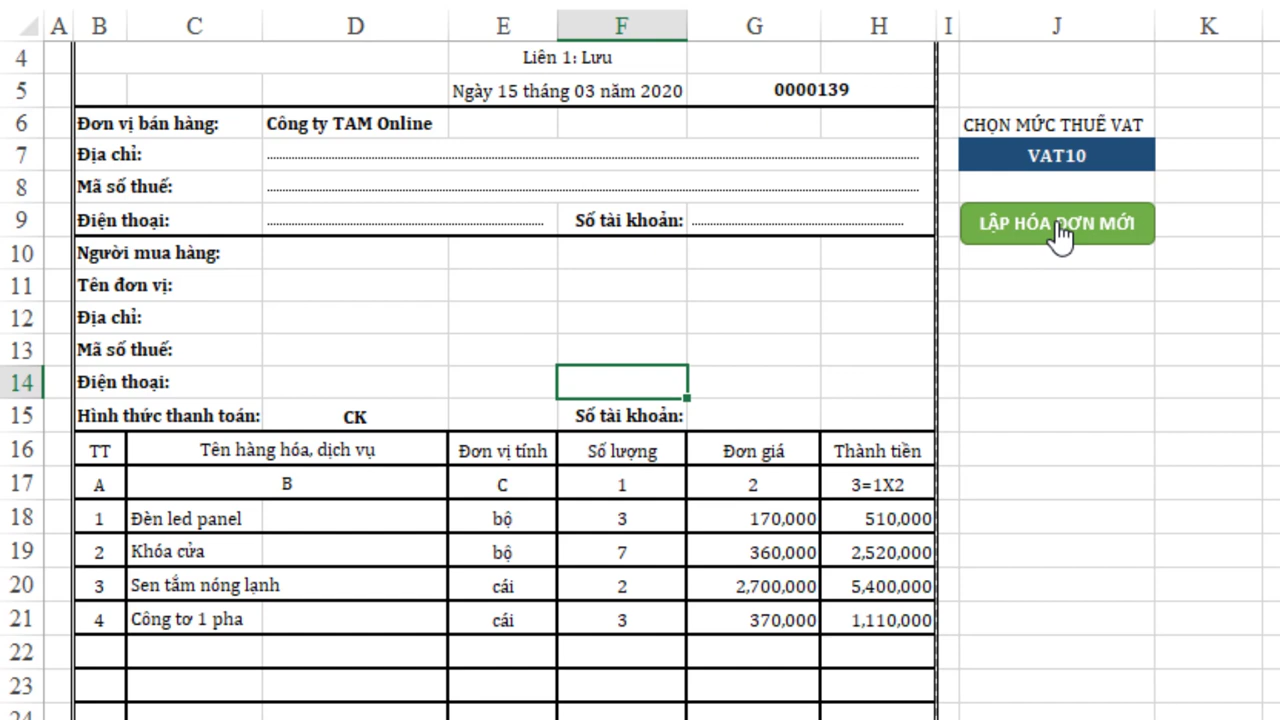 A B C D E F G H I J K
4 Liên 1: Lưu
5 Ngày 15 tháng 03 năm 2020 0000139
6 Đơn vị bán hàng: Công ty TAM Online CHỌN MỨC THUẾ VAT
7 Địa chỉ: VAT10
8 Mã số thuế:
9 Điện thoại: Số tài khoản: LẬP HÓA ĐƠN MỚI
10 Người mua hàng:
11 Tên đơn vị:
12 Địa chỉ:
13 Mã số thuế:
14 Điện thoại:
15 Hình thức thanh toán: CK Số tài khoản:
16 TT Tên hàng hóa, dịch vụ Đơn vị tính Số lượng Đơn giá Thành tiền
17 A B C 1 2 3=1X2
18 1 Đèn led panel bộ 3 170,000 510,000
19 2 Khóa cửa bộ 7 360,000 2,520,000
20 3 Sen tắm nóng lạnh cái 2 2,700,000 5,400,000
21 4 Công tơ 1 pha cái 3 370,000 1,110,000
22
23
24